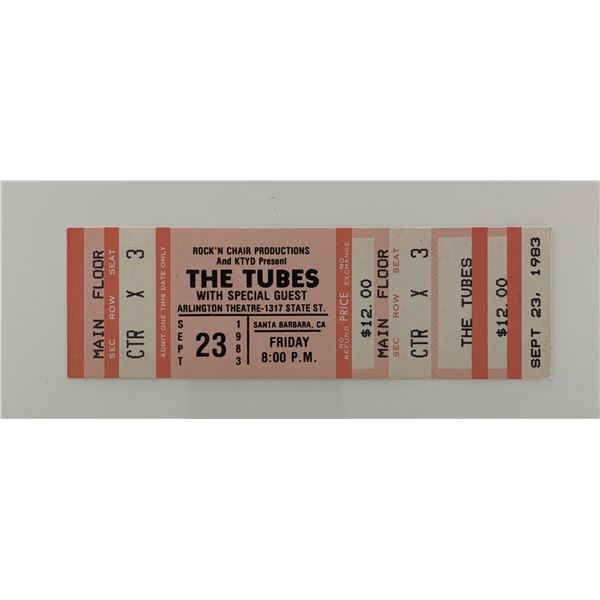 MAIN FLOOR
SEC ROW SEAT
CTR X 3
ADMIT ONE THIS DATE ONLY
ROCK'N CHAIR PRODUCTIONS
And KTYD Present
THE TUBES
WITH SPECIAL GUEST
ARLINGTON THEATRE-1317 STATE ST.
SEPT
23
1983
SANTA BARBARA, CA
FRIDAY
8:00 P.M.
NO REFUND
PRICE
NO EXCHANGE
$12.00
MAIN FLOOR
SEC ROW SEAT
CTR X 3
THE TUBES
$12.00
SEPT 23, 1983